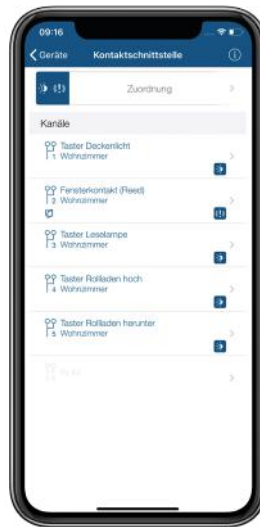 09:16
Geräte
Kontaktschnittstelle
Zuordnung
Kanäle
Taster Deckenlicht
1 Wohnzimmer
Fensterkontakt (Reed)
2 Wohnzimmer
Taster Leselampe
3 Wohnzimmer
Taster Rollladen hoch
4 Wohnzimmer
Taster Rollladen herunter
5 Wohnzimmer